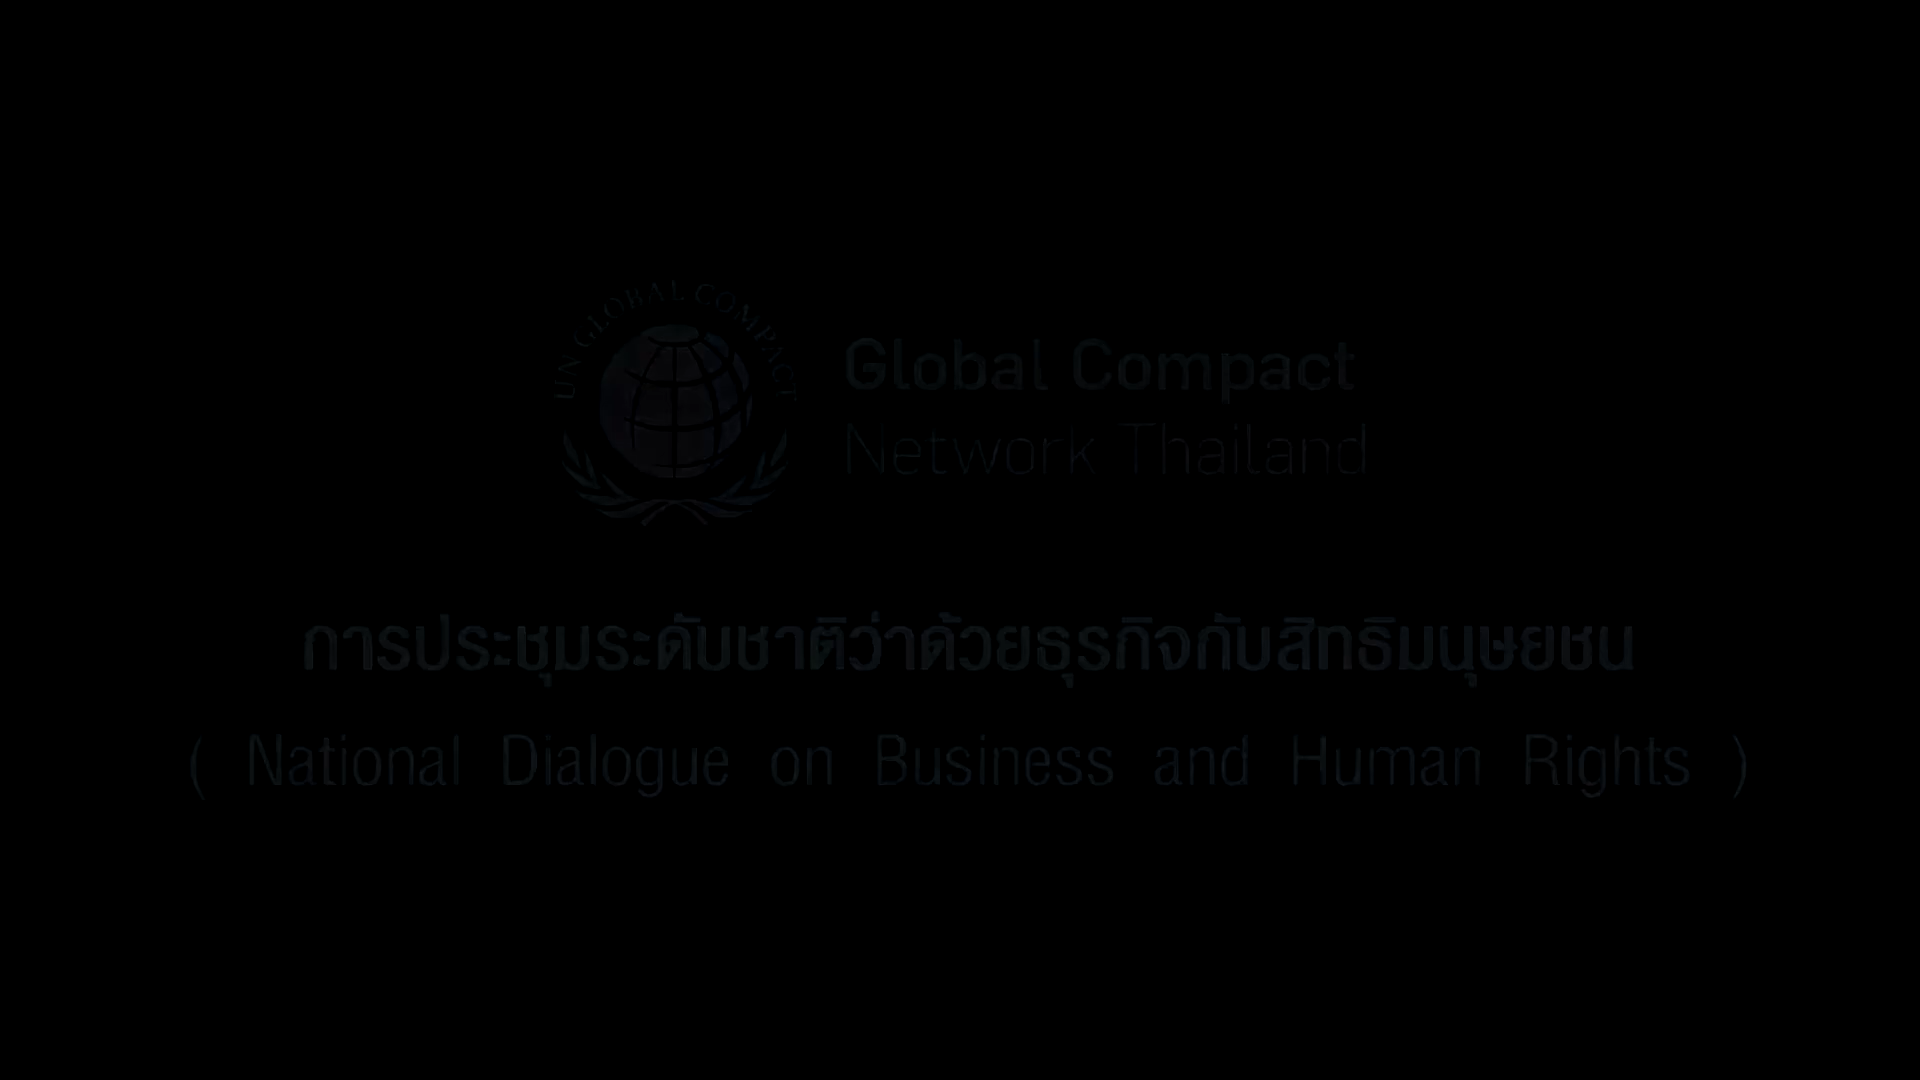 UN GLOBAL COMPACT
Global Compact
Network Thailand
การประชุมระดับชาติว่าด้วยธุรกิจกับสิทธิมนุษยชน
( National Dialogue on Business and Human Rights )